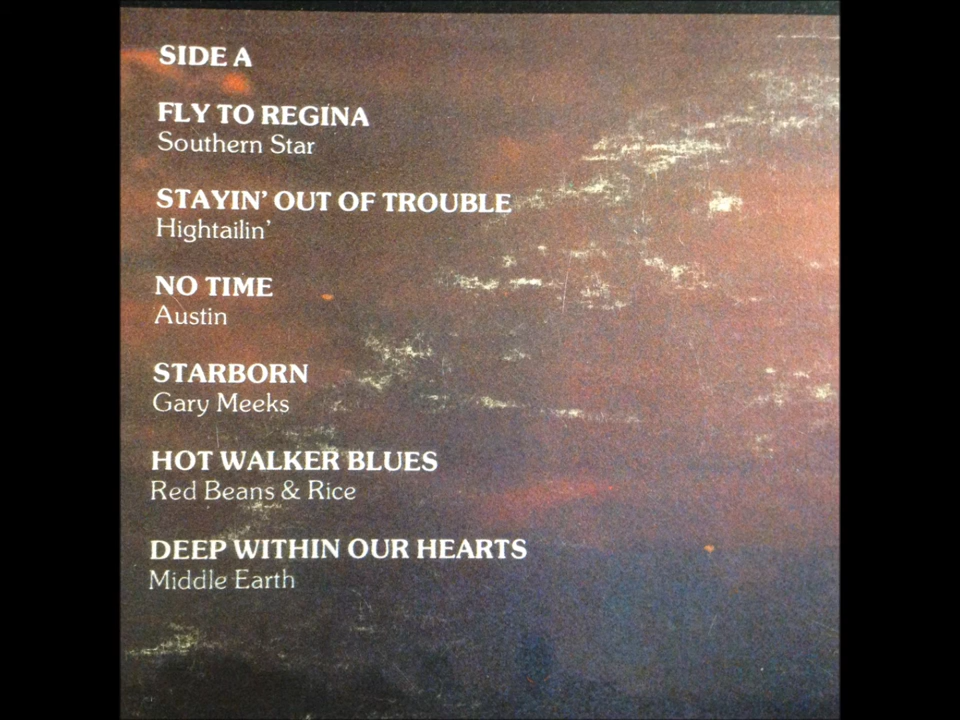 SIDE A
FLY TO REGINA
Southern Star
STAYIN' OUT OF TROUBLE
Hightailin'
NO TIME
Austin
STARBORN
Gary Meeks
HOT WALKER BLUES
Red Beans & Rice
DEEP WITHIN OUR HEARTS
Middle Earth